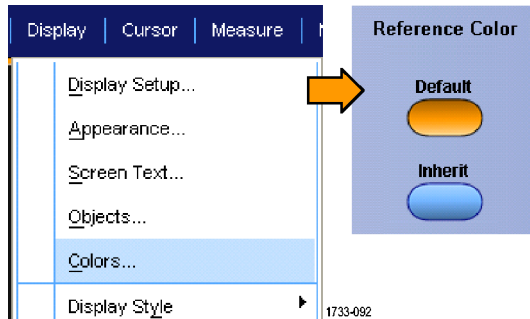 Display Cursor Measure
Display Setup...
Appearance...
Screen Text...
Objects...
Colors...
Display Style
Reference Color
Default
Inherit
1733-092